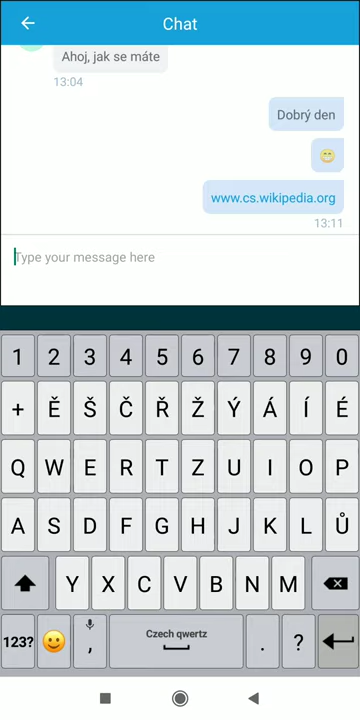 Chat
Ahoj, jak se máte
13:04
Dobrý den
www.cs.wikipedia.org
13:11
Type your message here
1 2 3 4 5 6 7 8 9 0
+ Ě Š Č Ř Ž Ý Á Í É
Q W E R T Z U I O P
A S D F G H J K L Ů
Y X C V B N M
123? , Czech qwertz . ?